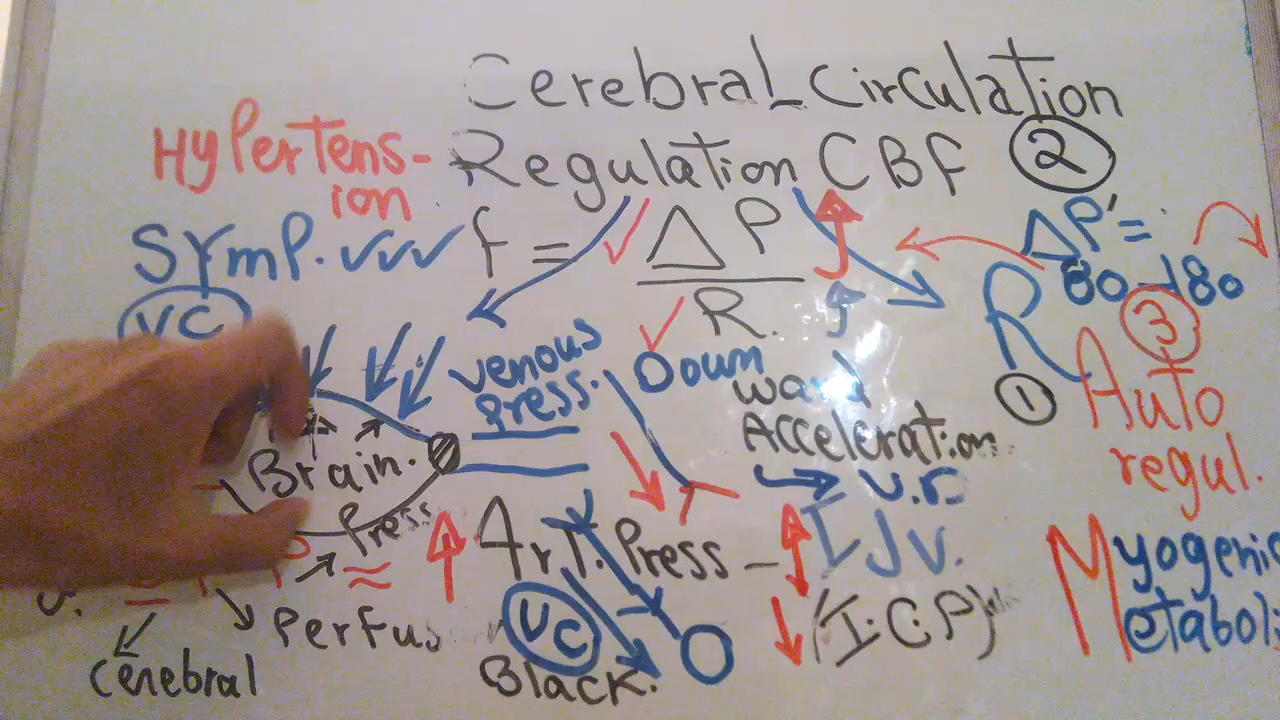 Cerebral Circulation
Regulation CBF 2
Hypertens-
ion
Symp. ✓✓✓
VC
f = ΔP
R.
ΔP =
80-180
R
1
3
Auto
regul.
Myogenic
Metabol
venous
press.
Down
ward
Acceleration
Brain.
Press
Art. Press - IJV.
(I.C.P)
Perfus
Cerebral
VC
Black.